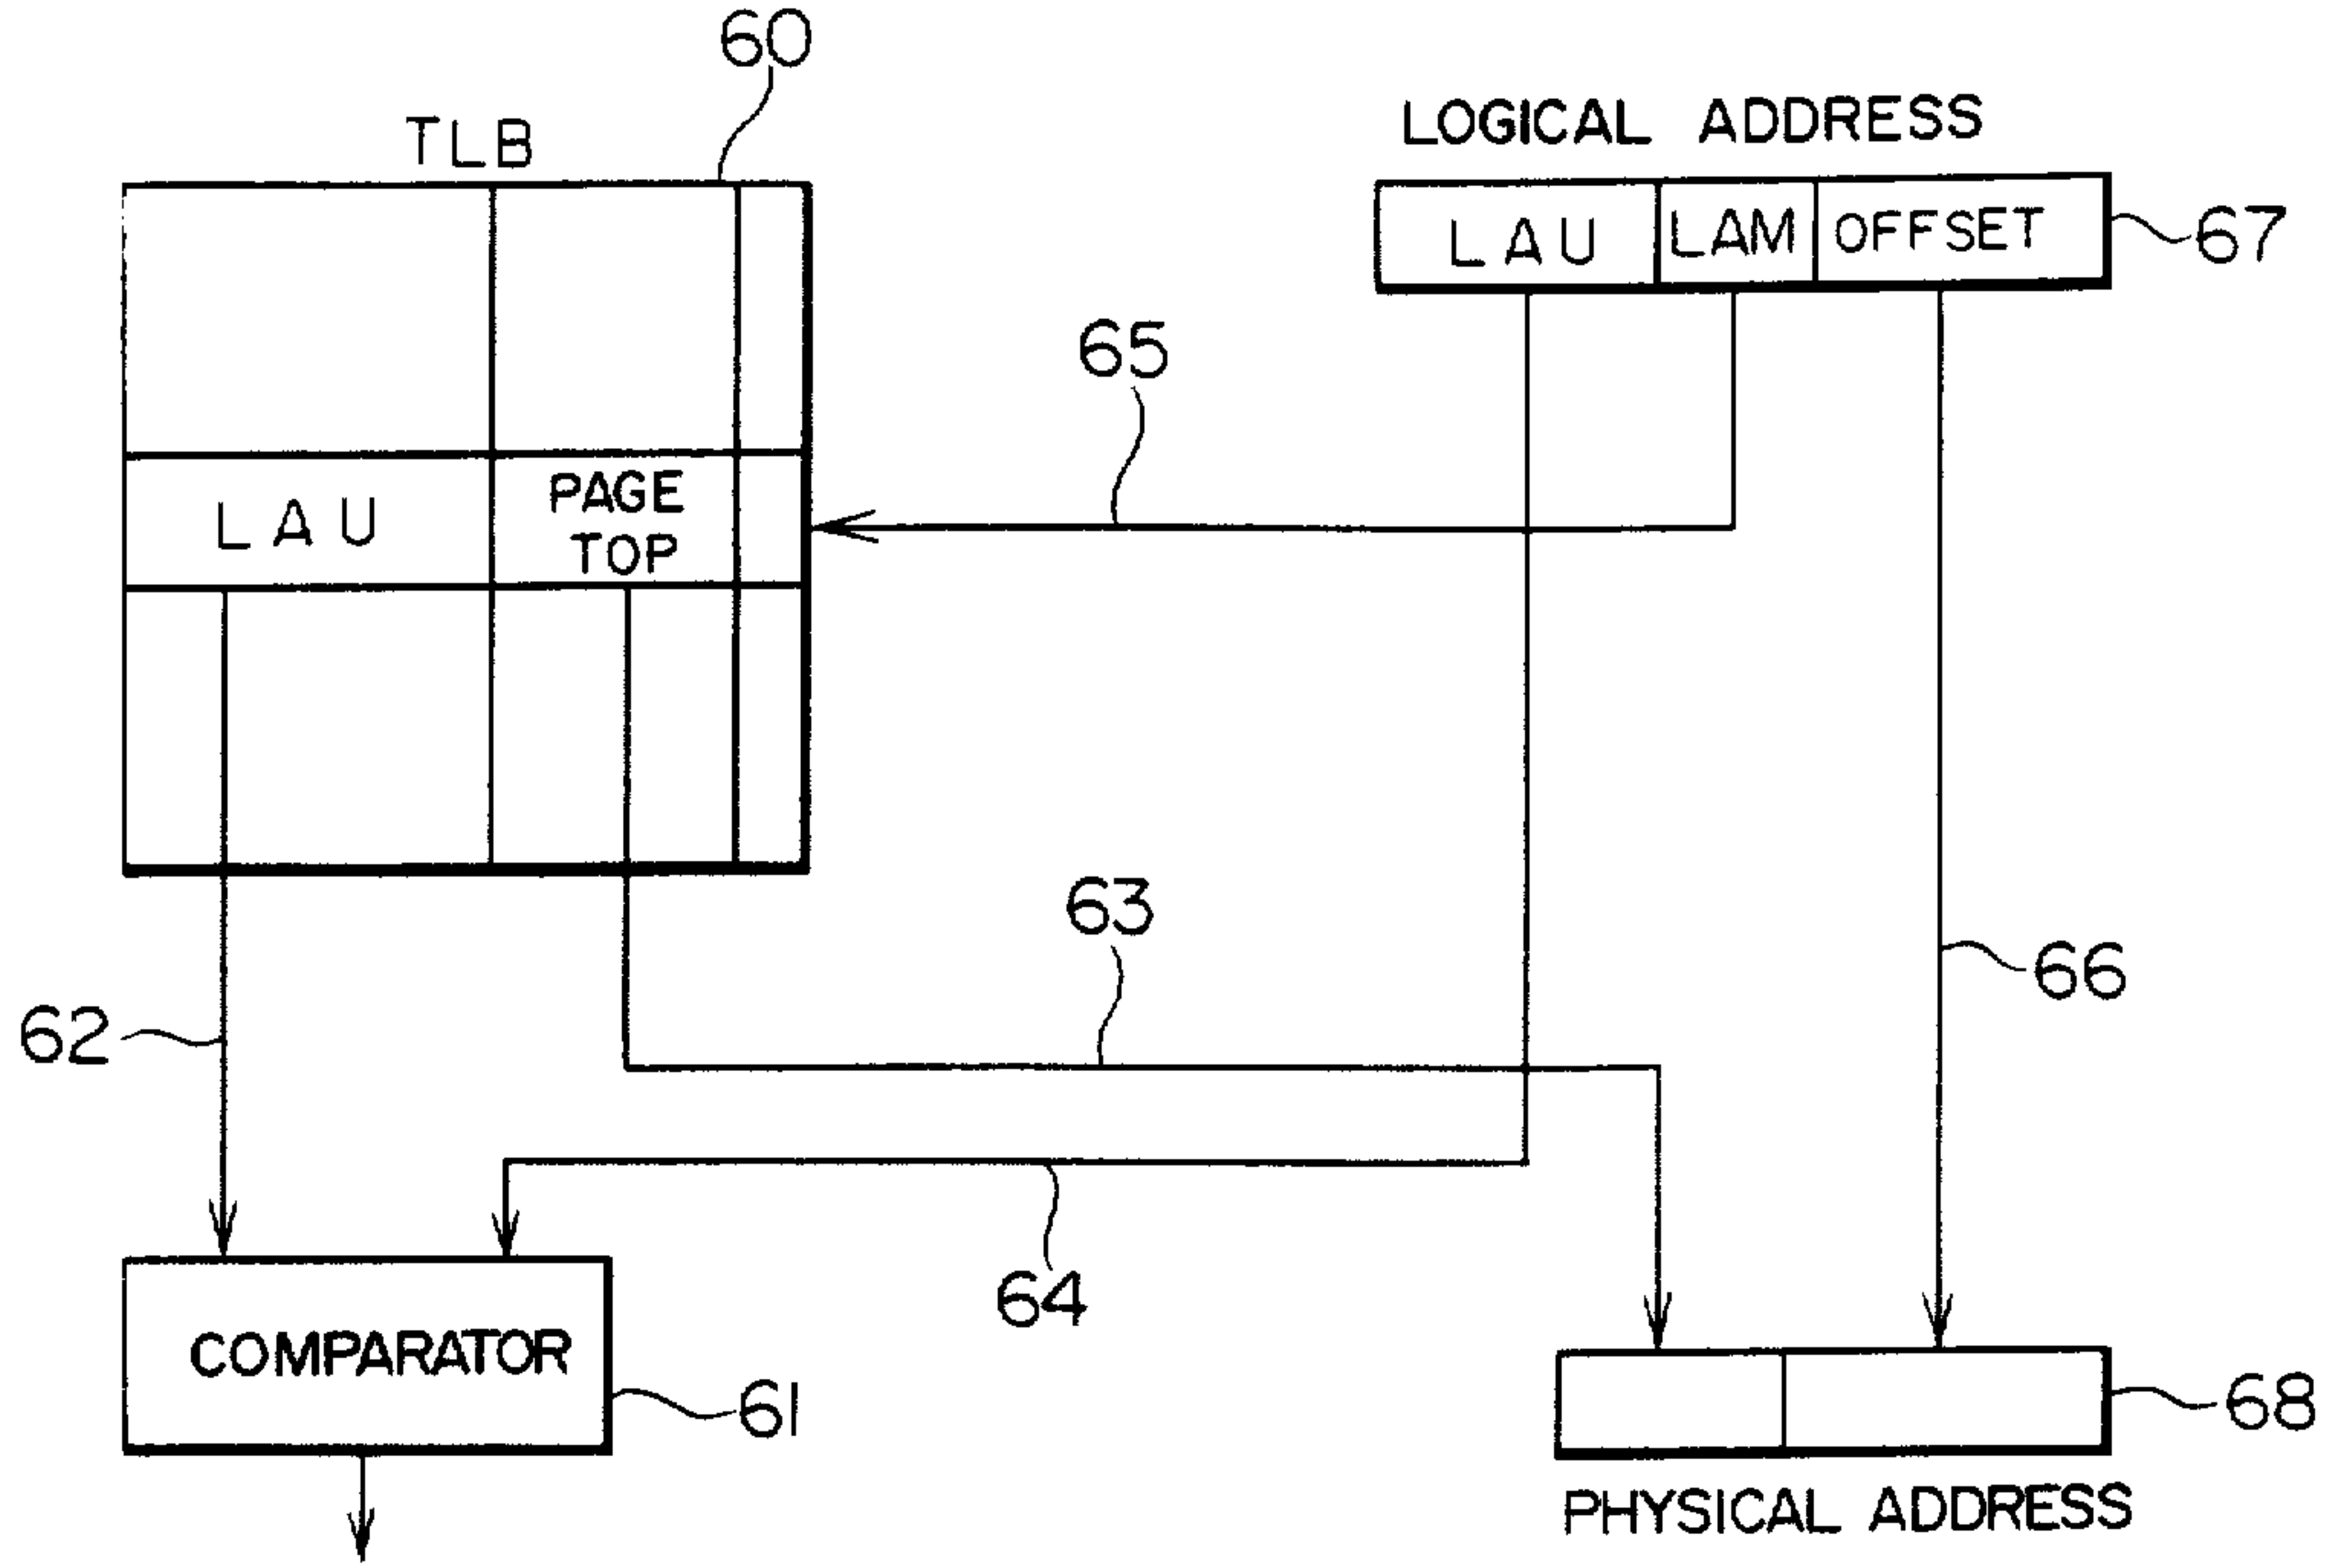 60
TLB
LOGICAL ADDRESS
LAU LAM OFFSET
67
65
LAU
PAGE
TOP
63
66
62
64
COMPARATOR
61
68
PHYSICAL ADDRESS